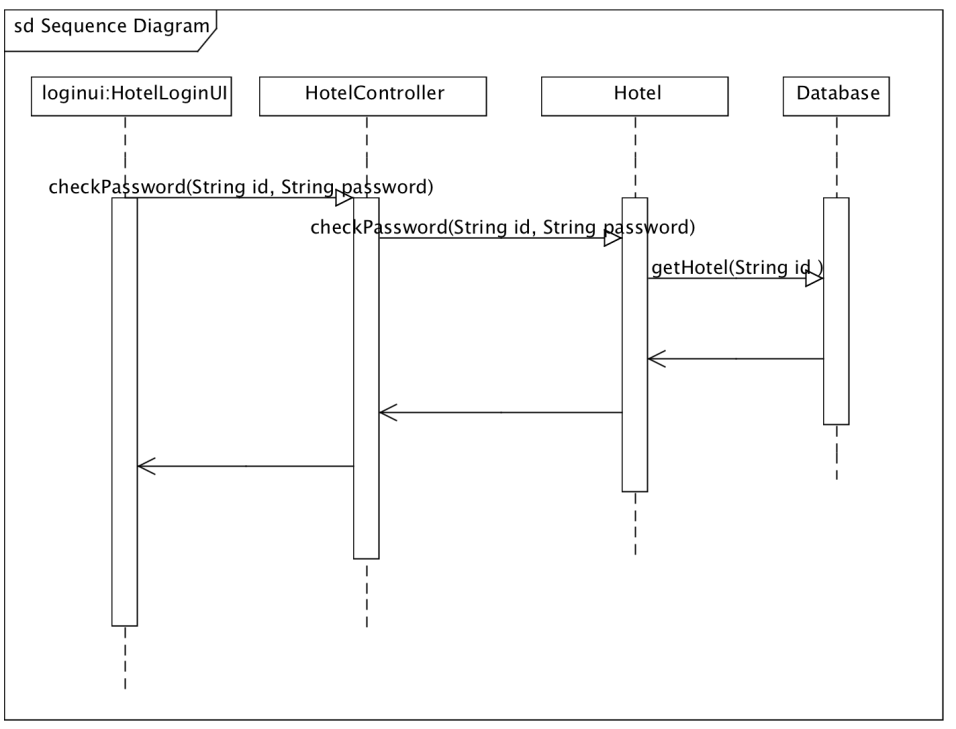 sd Sequence Diagram
loginui:HotelLoginUI
HotelController
Hotel
Database
checkPassword(String id, String password)
checkPassword(String id, String password)
getHotel(String id )